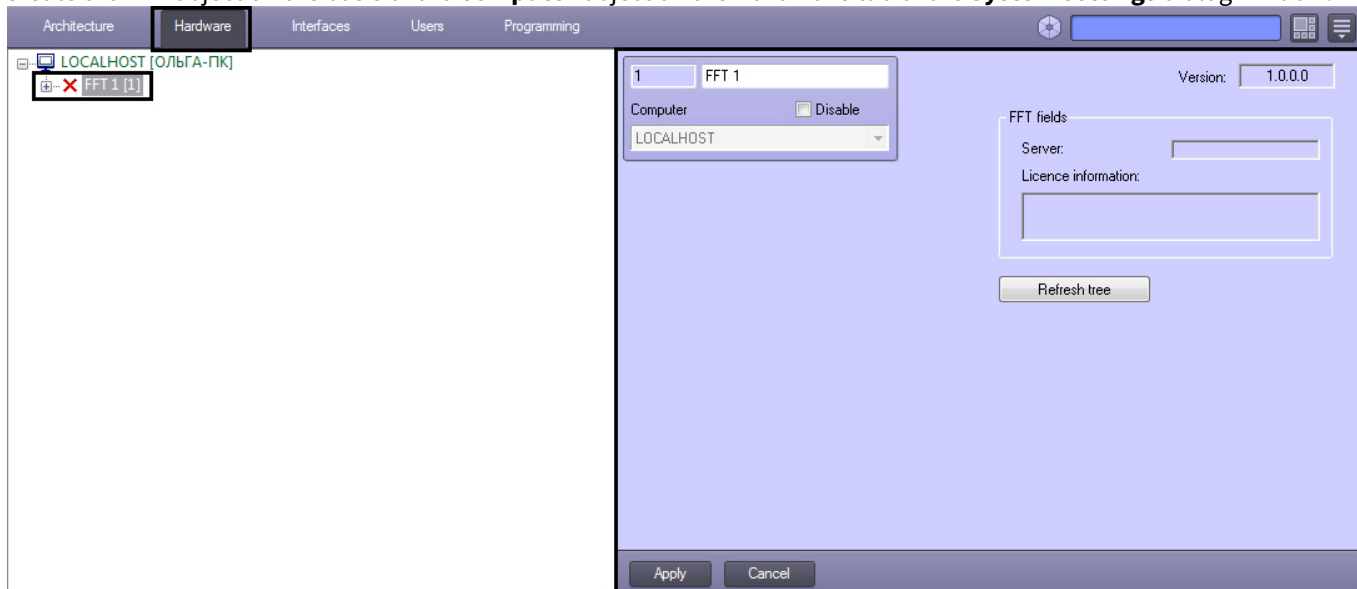 Architecture Hardware Interfaces Users Programming
LOCALHOST [ОЛЬГА-ПК]
FFT 1 [1]
1 FFT 1
Computer Disable
LOCALHOST
Version: 1.0.0.0
FFT fields
Server:
Licence information:
Refresh tree
Apply Cancel